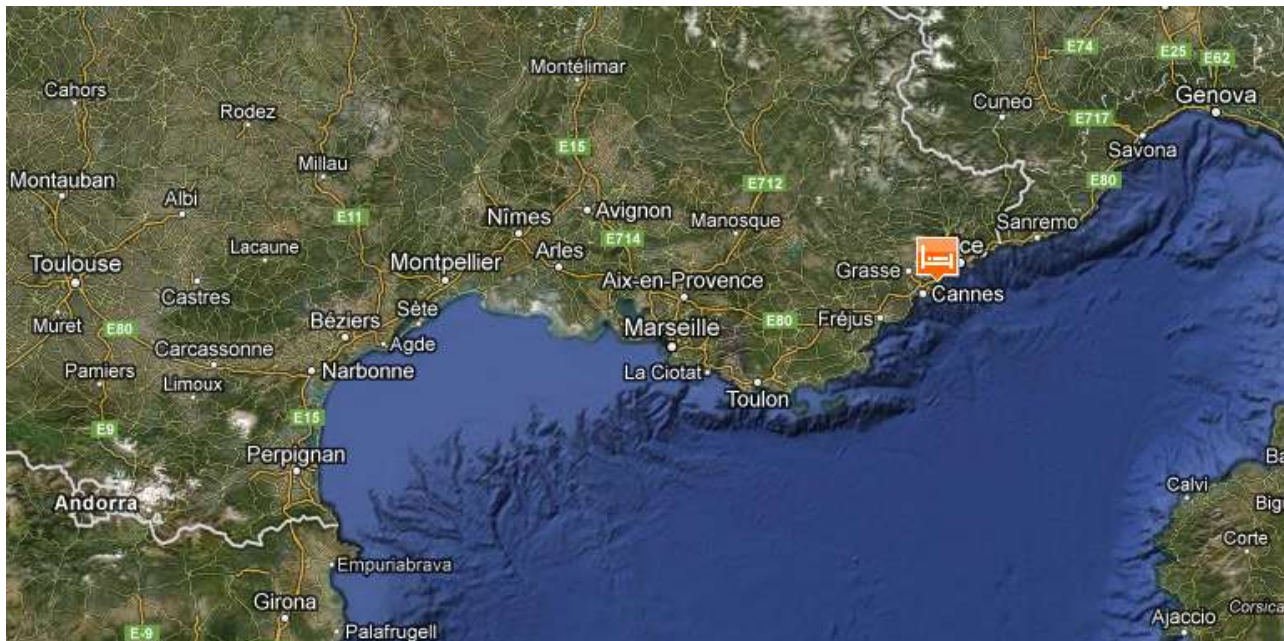 E74
E25
E62
Montélimar
Cahors
Rodez
Cuneo
Genova
E717
E15
Savona
Millau
Montauban
Albi
E712
E80
E11
Nîmes
Avignon
Manosque
Sanremo
Lacaune
Arles
E714
ce
Toulouse
Montpellier
Grasse
Castres
Aix-en-Provence
Cannes
Sète
Muret
E80
Béziers
Marseille
E80
Fréjus
Agde
Carcassonne
Pamiers
Limoux
Narbonne
La Ciotat
Toulon
E9
E15
Perpignan
Ba
Calvi
Andorra
Big
Corte
Empuriabrava
Girona
Corsica
Ajaccio
E-9
Palafrugell